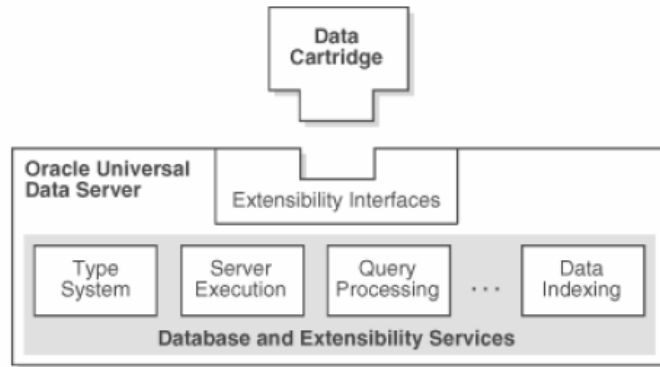 Data
Cartridge
Oracle Universal
Data Server
Extensibility Interfaces
Type
System
Server
Execution
Query
Processing
...
Data
Indexing
Database and Extensibility Services